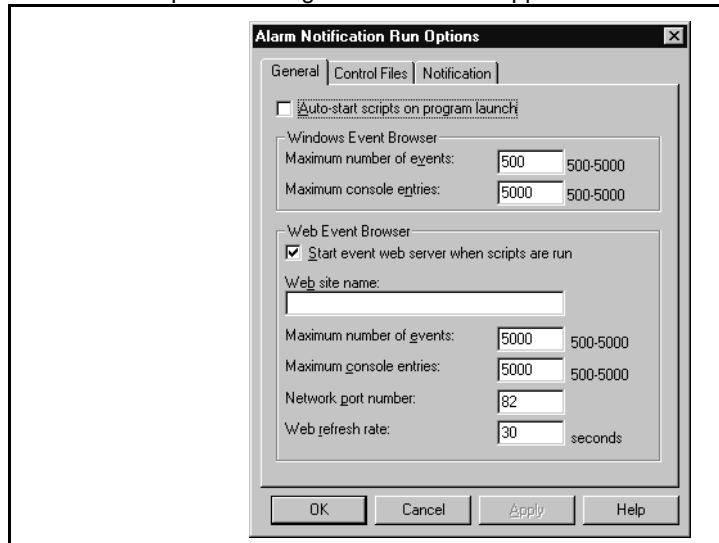 Alarm Notification Run Options
General Control Files Notification
Auto-start scripts on program launch
Windows Event Browser
Maximum number of events: 500 500-5000
Maximum console entries: 5000 500-5000
Web Event Browser
Start event web server when scripts are run
Web site name:
Maximum number of events: 5000 500-5000
Maximum console entries: 5000 500-5000
Network port number: 82
Web refresh rate: 30 seconds
OK Cancel Apply Help